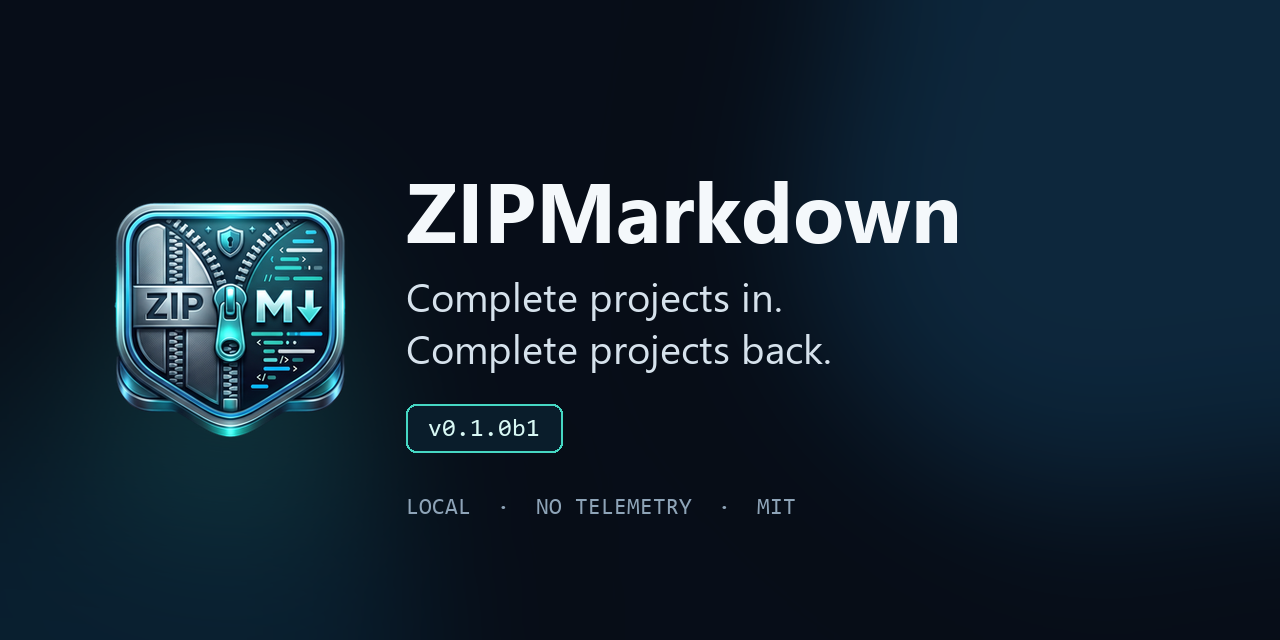 ZIPMarkdown
Complete projects in.
Complete projects back.
v0.1.0b1
LOCAL · NO TELEMETRY · MIT
ZIP
M